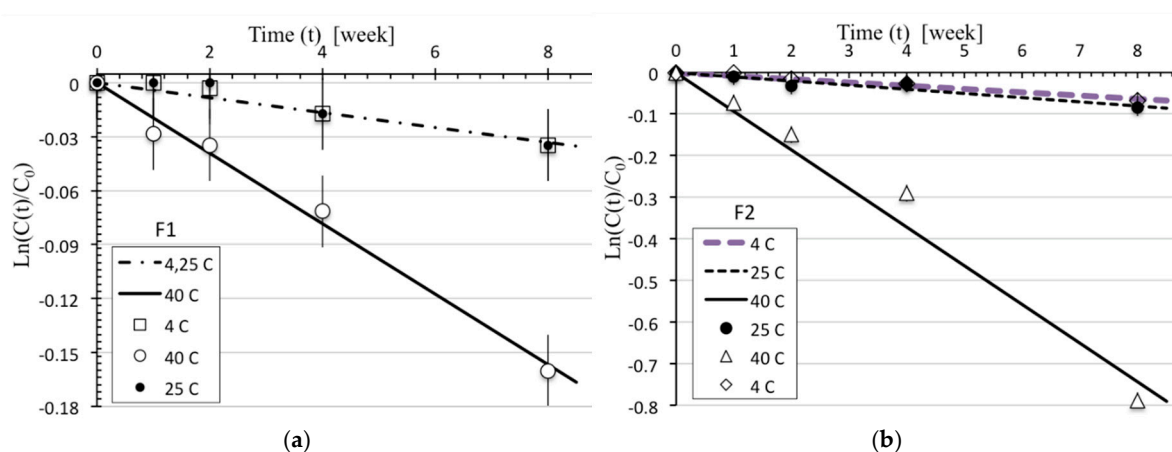 Time (t) [week]
0 2 4 6 8
0
-0.03
-0.06
-0.09
-0.12
-0.15
-0.18
Ln(C(t)/C₀)
F1
4,25 C
40 C
4 C
40 C
25 C
(a)
Time (t) [week]
0 1 2 3 4 5 6 7 8
0
-0.1
-0.2
-0.3
-0.4
-0.5
-0.6
-0.7
-0.8
Ln(C(t)/C₀)
F2
4 C
25 C
40 C
25 C
40 C
4 C
(b)